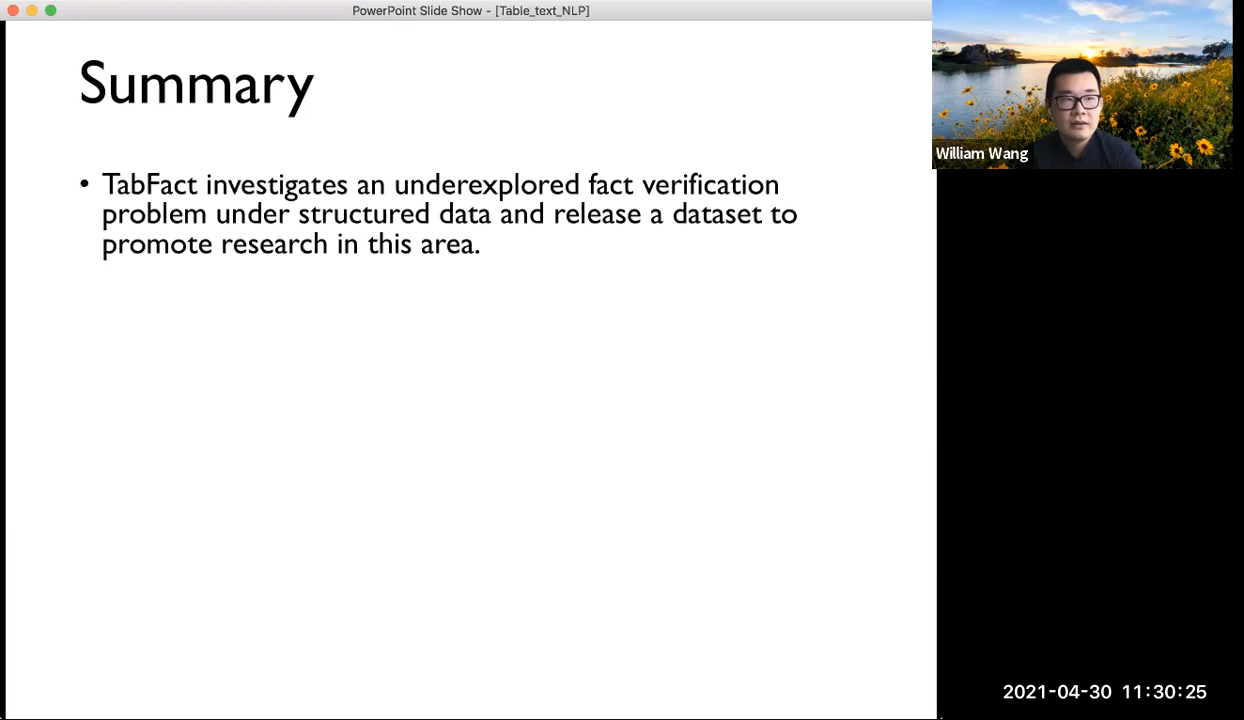 PowerPoint Slide Show - [Table_text_NLP]
Summary
• TabFact investigates an underexplored fact verification
problem under structured data and release a dataset to
promote research in this area.
William Wang
2021-04-30 11:30:25